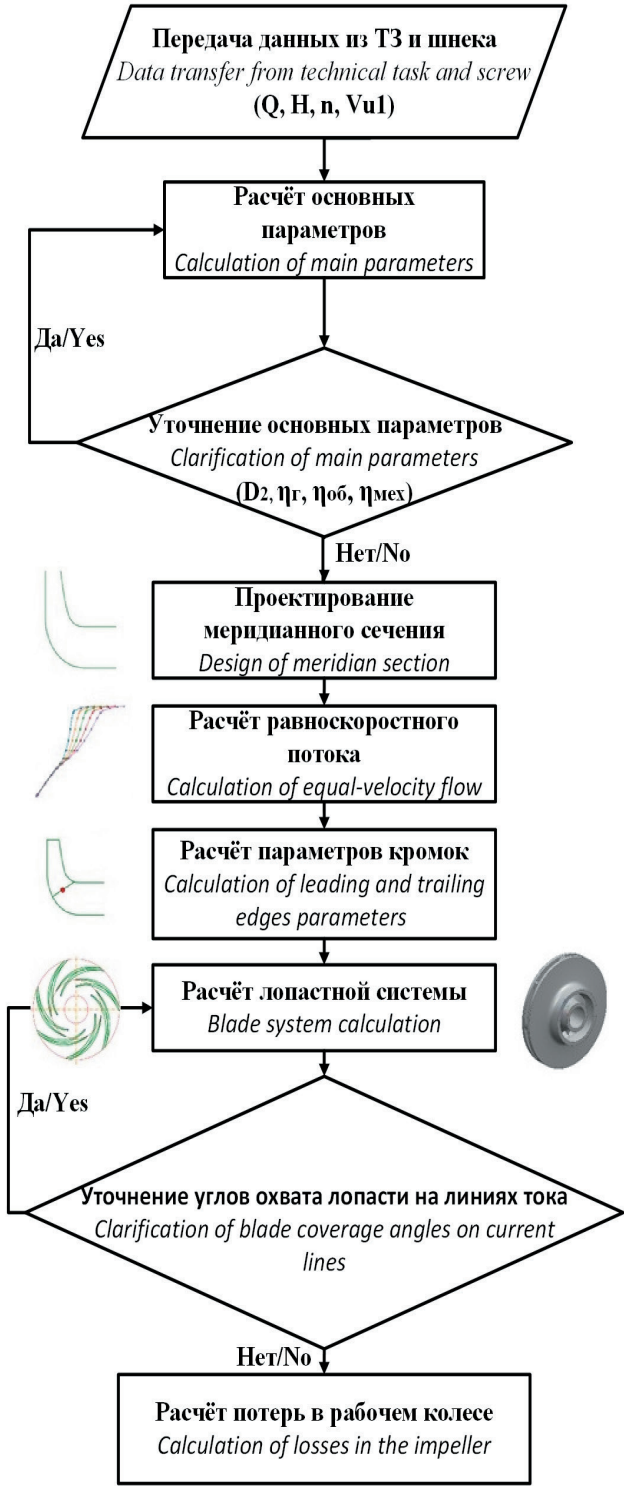 Передача данных из ТЗ и шнека
Data transfer from technical task and screw
(Q, H, n, Vu1)
Расчёт основных
параметров
Calculation of main parameters
Да/Yes
Уточнение основных параметров
Clarification of main parameters
(D2, ηг, ηоб, ηмех)
Нет/No
Проектирование
меридианного сечения
Design of meridian section
Расчёт равноскоростного
потока
Calculation of equal-velocity flow
Расчёт параметров кромок
Calculation of leading and trailing
edges parameters
Расчёт лопастной системы
Blade system calculation
Да/Yes
Уточнение углов охвата лопасти на линиях тока
Clarification of blade coverage angles on current
lines
Нет/No
Расчёт потерь в рабочем колесе
Calculation of losses in the impeller